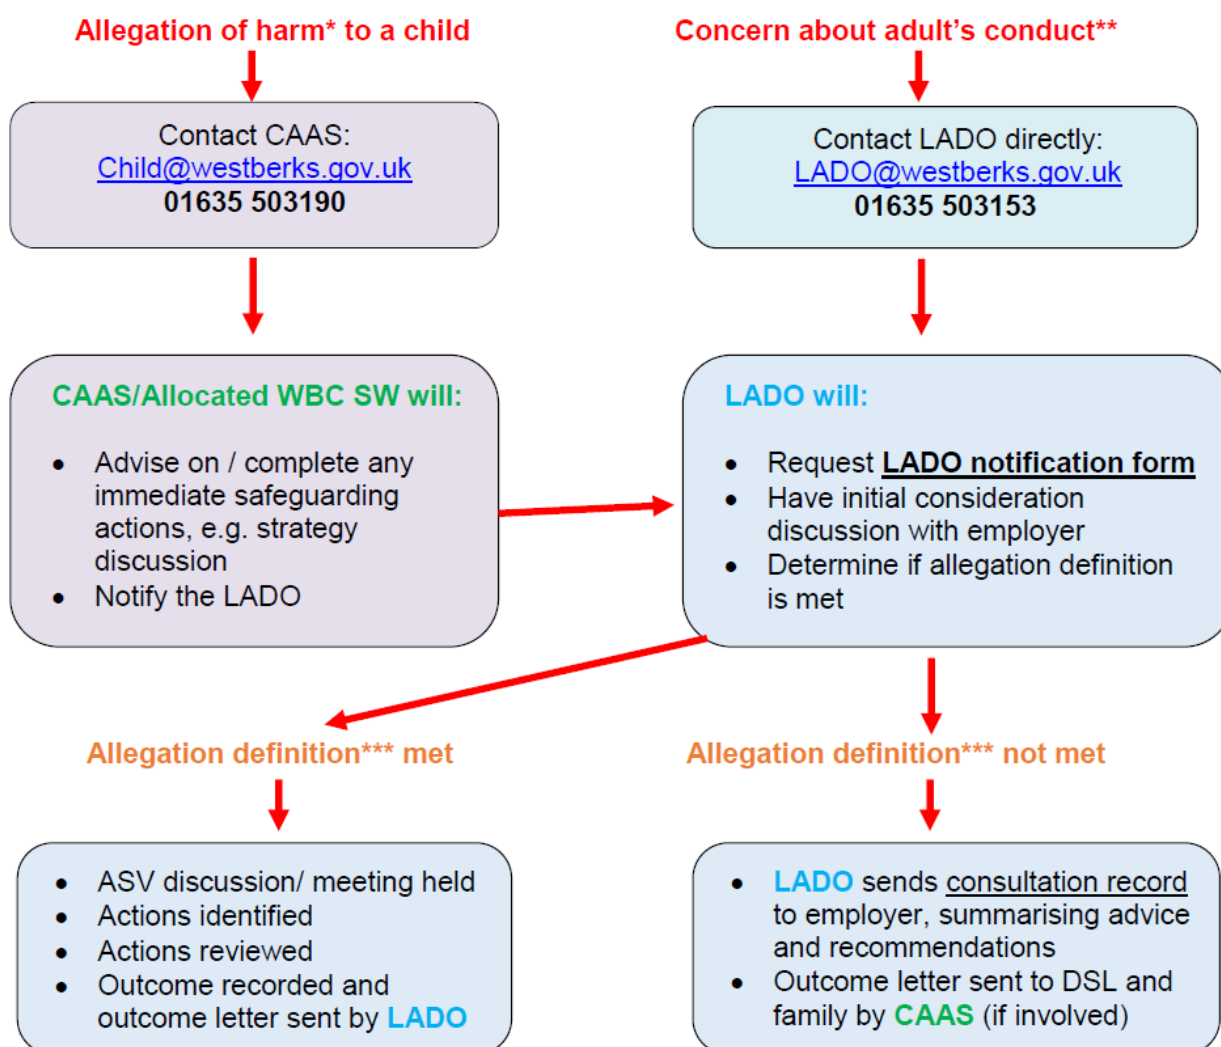 Allegation of harm* to a child
Concern about adult's conduct**
Contact CAAS:
Child@westberks.gov.uk
01635 503190
Contact LADO directly:
LADO@westberks.gov.uk
01635 503153
CAAS/Allocated WBC SW will:
• Advise on / complete any
immediate safeguarding
actions, e.g. strategy
discussion
• Notify the LADO
LADO will:
• Request LADO notification form
• Have initial consideration
discussion with employer
• Determine if allegation definition
is met
Allegation definition*** met
Allegation definition*** not met
• ASV discussion/ meeting held
• Actions identified
• Actions reviewed
• Outcome recorded and
outcome letter sent by LADO
• LADO sends consultation record
to employer, summarising advice
and recommendations
• Outcome letter sent to DSL and
family by CAAS (if involved)